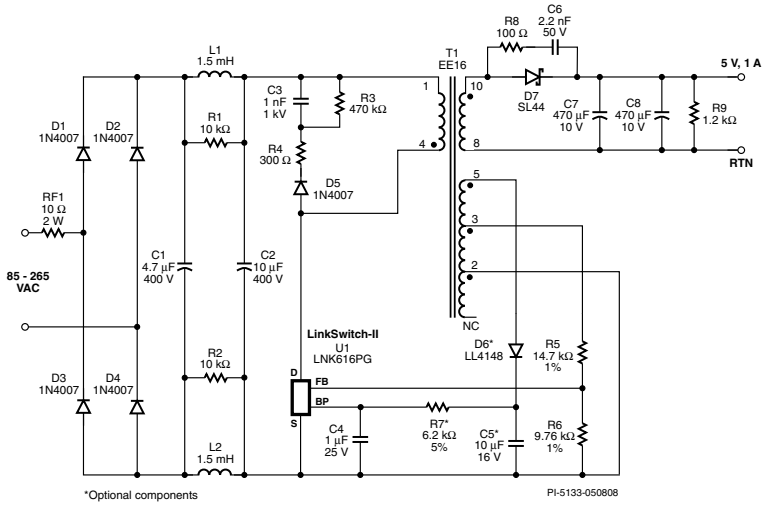 C6
2.2 nF
50 V
R8
100 Ω
L1
1.5 mH
T1
EE16
5 V, 1 A
1
10
D7
SL44
C3
1 nF
1 kV
R3
470 kΩ
C7
470 μF
10 V
C8
470 μF
10 V
R9
1.2 kΩ
D1
1N4007
D2
1N4007
R1
10 kΩ
4
8
R4
300 Ω
RTN
D5
1N4007
5
RF1
10 Ω
2 W
3
C1
4.7 μF
400 V
C2
10 μF
400 V
2
85 - 265
VAC
NC
LinkSwitch-II
U1
LNK616PG
D6*
LL4148
R5
14.7 kΩ
1%
R2
10 kΩ
D3
1N4007
D4
1N4007
D
FB
BP
S
R7*
6.2 kΩ
5%
C4
1 μF
25 V
C5*
10 μF
16 V
R6
9.76 kΩ
1%
L2
1.5 mH
*Optional components
PI-5133-050808